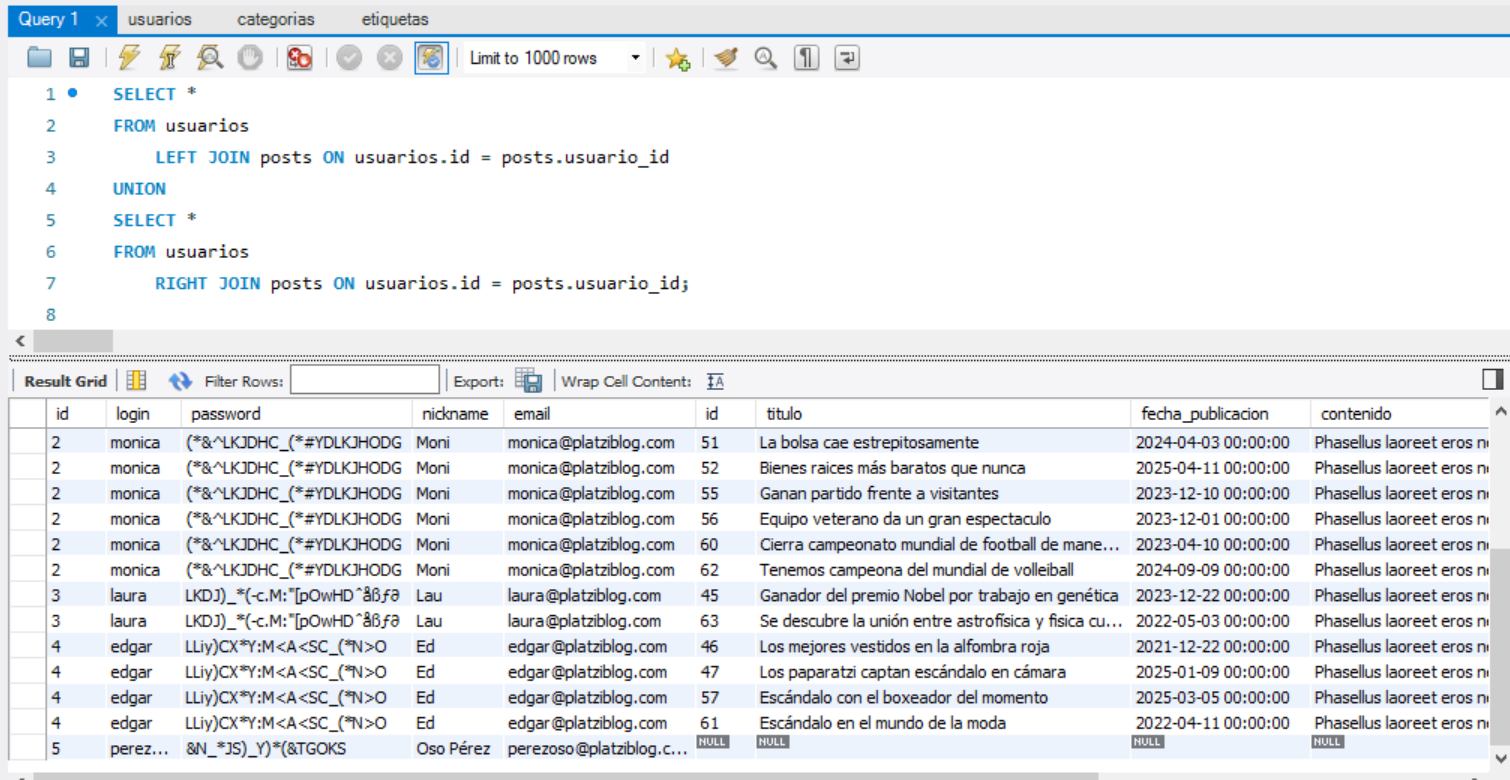 Query 1 × usuarios categorias etiquetas
Limit to 1000 rows
1 SELECT *
2 FROM usuarios
3 LEFT JOIN posts ON usuarios.id = posts.usuario_id
4 UNION
5 SELECT *
6 FROM usuarios
7 RIGHT JOIN posts ON usuarios.id = posts.usuario_id;
8
Result Grid Filter Rows: Export: Wrap Cell Content: IA
id login password nickname email id titulo fecha_publicacion contenido
2 monica (*&^LKJDHC_(*#YDLKJHODG Moni monica@platziblog.com 51 La bolsa cae estrepitosamente 2024-04-03 00:00:00 Phasellus laoreet eros n
2 monica (*&^LKJDHC_(*#YDLKJHODG Moni monica@platziblog.com 52 Bienes raices más baratos que nunca 2025-04-11 00:00:00 Phasellus laoreet eros n
2 monica (*&^LKJDHC_(*#YDLKJHODG Moni monica@platziblog.com 55 Ganan partido frente a visitantes 2023-12-10 00:00:00 Phasellus laoreet eros n
2 monica (*&^LKJDHC_(*#YDLKJHODG Moni monica@platziblog.com 56 Equipo veterano da un gran espectaculo 2023-12-01 00:00:00 Phasellus laoreet eros n
2 monica (*&^LKJDHC_(*#YDLKJHODG Moni monica@platziblog.com 60 Cierra campeonato mundial de football de mane... 2023-04-10 00:00:00 Phasellus laoreet eros n
2 monica (*&^LKJDHC_(*#YDLKJHODG Moni monica@platziblog.com 62 Tenemos campeona del mundial de volleiball 2024-09-09 00:00:00 Phasellus laoreet eros n
3 laura LKDJ)_*(-c.M:"[pOwHDˆåßƒ∂ Lau laura@platziblog.com 45 Ganador del premio Nobel por trabajo en genética 2023-12-22 00:00:00 Phasellus laoreet eros n
3 laura LKDJ)_*(-c.M:"[pOwHDˆåßƒ∂ Lau laura@platziblog.com 63 Se descubre la unión entre astrofísica y fisica cu... 2022-05-03 00:00:00 Phasellus laoreet eros n
4 edgar LLiy)CX*Y:M<A<SC_(*N>O Ed edgar@platziblog.com 46 Los mejores vestidos en la alfombra roja 2021-12-22 00:00:00 Phasellus laoreet eros n
4 edgar LLiy)CX*Y:M<A<SC_(*N>O Ed edgar@platziblog.com 47 Los paparatzi captan escándalo en cámara 2025-01-09 00:00:00 Phasellus laoreet eros n
4 edgar LLiy)CX*Y:M<A<SC_(*N>O Ed edgar@platziblog.com 57 Escándalo con el boxeador del momento 2025-03-05 00:00:00 Phasellus laoreet eros n
4 edgar LLiy)CX*Y:M<A<SC_(*N>O Ed edgar@platziblog.com 61 Escándalo en el mundo de la moda 2022-04-11 00:00:00 Phasellus laoreet eros n
5 perez... &N_*JS)_Y)*(&TGOKS Oso Pérez perezoso@platziblog.c... NULL NULL NULL NULL